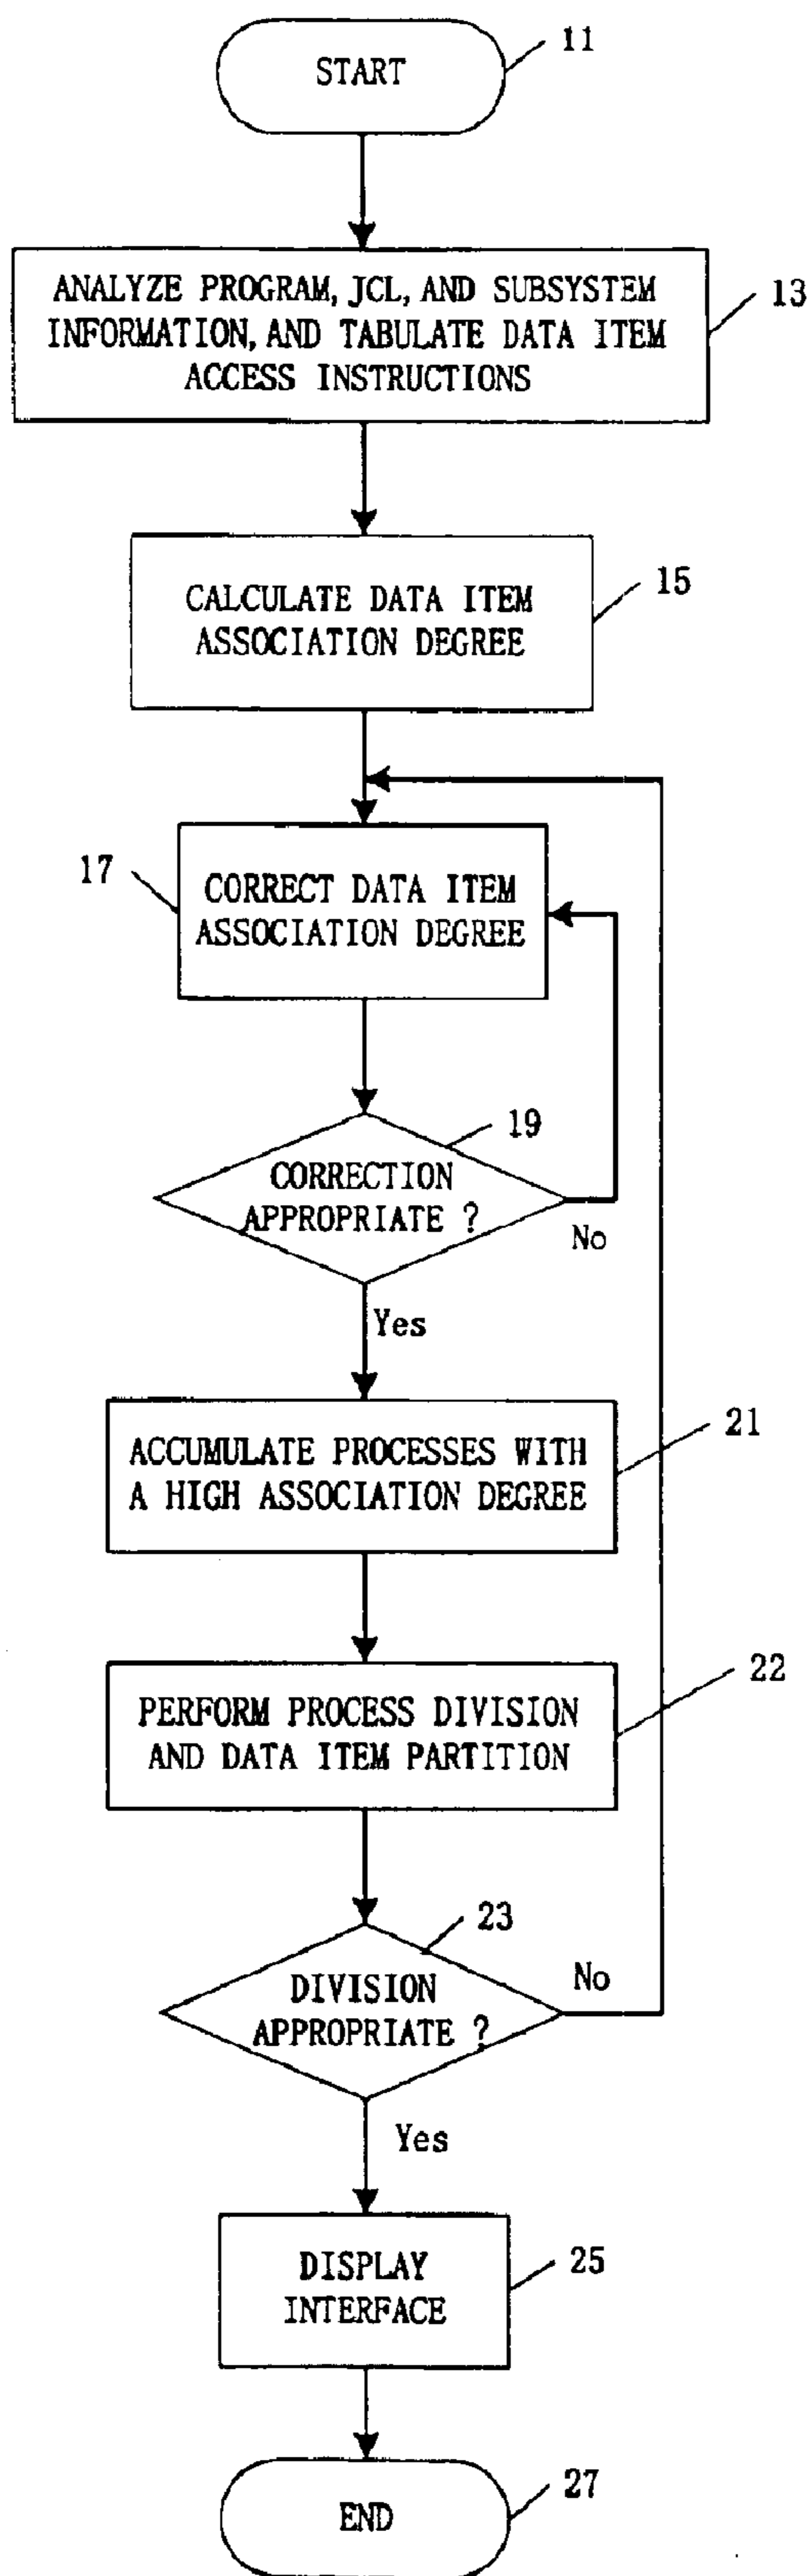 START
11
ANALYZE PROGRAM, JCL, AND SUBSYSTEM
INFORMATION, AND TABULATE DATA ITEM
ACCESS INSTRUCTIONS
13
CALCULATE DATA ITEM
ASSOCIATION DEGREE
15
17
CORRECT DATA ITEM
ASSOCIATION DEGREE
19
CORRECTION
APPROPRIATE ?
No
Yes
ACCUMULATE PROCESSES WITH
A HIGH ASSOCIATION DEGREE
21
PERFORM PROCESS DIVISION
AND DATA ITEM PARTITION
22
23
DIVISION
APPROPRIATE ?
No
Yes
DISPLAY
INTERFACE
25
END
27